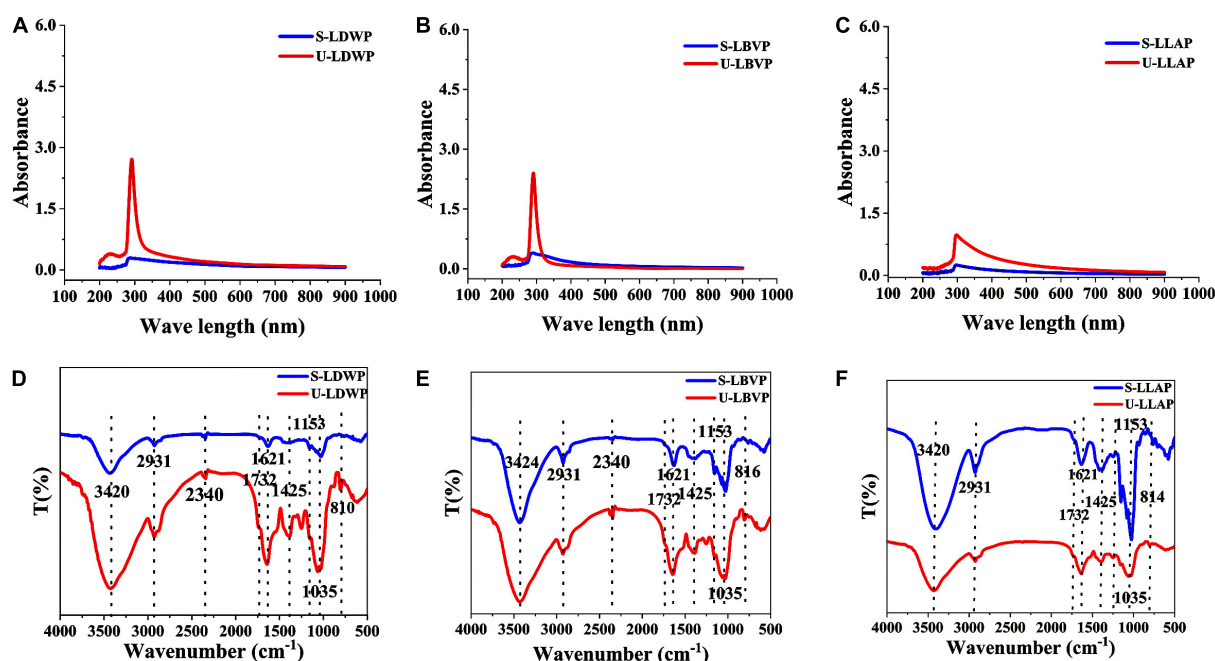 A
S-LDWP
U-LDWP
6.0
4.5
3.0
1.5
0.0
Absorbance
100 200 300 400 500 600 700 800 900 1000
Wave length (nm)
B
S-LBVP
U-LBVP
6.0
4.5
3.0
1.5
0.0
Absorbance
100 200 300 400 500 600 700 800 900 1000
Wave length (nm)
C
S-LLAP
U-LLAP
6.0
4.5
3.0
1.5
0.0
Absorbance
100 200 300 400 500 600 700 800 900 1000
Wave length (nm)
D
S-LDWP
U-LDWP
T(%)
3420
2931
2340
1732
1621
1425
1153
1035
810
4000 3500 3000 2500 2000 1500 1000 500
Wavenumber (cm⁻¹)
E
S-LBVP
U-LBVP
T(%)
3424
2931
2340
1732
1621
1425
1153
1035
816
4000 3500 3000 2500 2000 1500 1000 500
Wavenumber (cm⁻¹)
F
S-LLAP
U-LLAP
T(%)
3420
2931
1732
1621
1425
1153
1035
814
4000 3500 3000 2500 2000 1500 1000 500
Wavenumber (cm⁻¹)